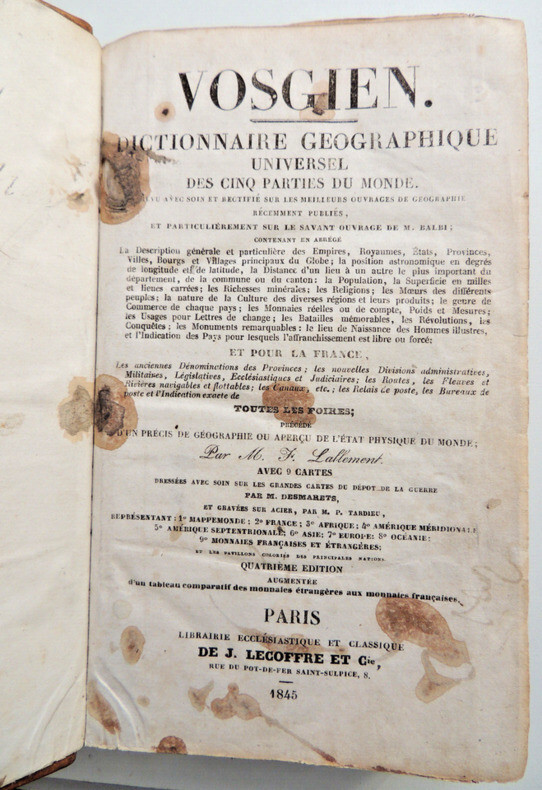 VOSGIEN.
DICTIONNAIRE GEOGRAPHIQUE
UNIVERSEL
DES CINQ PARTIES DU MONDE.
AVEC SOIN ET RECTIFIÉ SUR LES MEILLEURS OUVRAGES DE GEOGRAPHIE
RÉCEMMENT PUBLIÉS,
ET PARTICULIÈREMENT SUR LE SAVANT OUVRAGE DE M. BALBI;
CONTENANT EN ABRÉGÉ
La Description générale et particulière des Empires, Royaumes, États, Provinces,
Villes, Bourgs et Villages principaux du Globe; la position astronomique en degrés
de longitude et de latitude, la Distance d'un lieu à un autre le plus important du
département, de la commune ou du canton: la Population, la Superficie en milles
et lieues carrées; les Richesses minérales; les Religions; les Mœurs des différents
peuples; la nature de la Culture des diverses régions et leurs produits; le genre de
Commerce de chaque pays; les Monnaies réelles ou de compte, Poids et Mesures;
les Usages pour Lettres de change; les Batailles mémorables, les Révolutions, les
Conquêtes; les Monuments remarquables: le lieu de Naissance des Hommes illustres,
et l'Indication des Pays pour lesquels l'affranchissement est libre ou forcé;
ET POUR LA FRANCE,
Les anciennes Dénominations des Provinces; les nouvelles Divisions administratives,
Militaires, Législatives, Ecclésiastiques et Judiciaires; les Routes, les Fleuves et
Rivières navigables et flottables; les Canaux, etc.; les Relais de poste, les Bureaux de
poste et l'Indication exacte de
TOUTES LES FOIRES;
PRÉCÉDÉ
D'UN PRÉCIS DE GÉOGRAPHIE OU APERÇU DE L'ÉTAT PHYSIQUE DU MONDE;
Par M. F. Lallement.
AVEC 9 CARTES
DRESSÉES AVEC SOIN SUR LES GRANDES CARTES DU DÉPOT DE LA GUERRE
PAR M. DESMARETS,
ET GRAVÉES SUR ACIER, PAR M. P. TARDIEU,
REPRÉSENTANT: 1º MAPPEMONDE; 2º FRANCE; 3º AFRIQUE; 4º AMÉRIQUE MÉRIDIONALE
5º AMÉRIQUE SEPTENTRIONALE; 6º ASIE; 7º EUROPE; 8º OCÉANIE:
9º MONNAIES FRANÇAISES ET ÉTRANGÈRES;
ET LES PAVILLONS COLORIÉS DES PRINCIPALES NATIONS.
QUATRIÈME EDITION
AUGMENTÉE
d'un tableau comparatif des monnaies étrangères aux monnaies françaises.
PARIS
LIBRAIRIE ECCLÉSIASTIQUE ET CLASSIQUE
DE J. LECOFFRE ET Cie,
RUE DU POT-DE-FER SAINT-SULPICE, 8.
1845